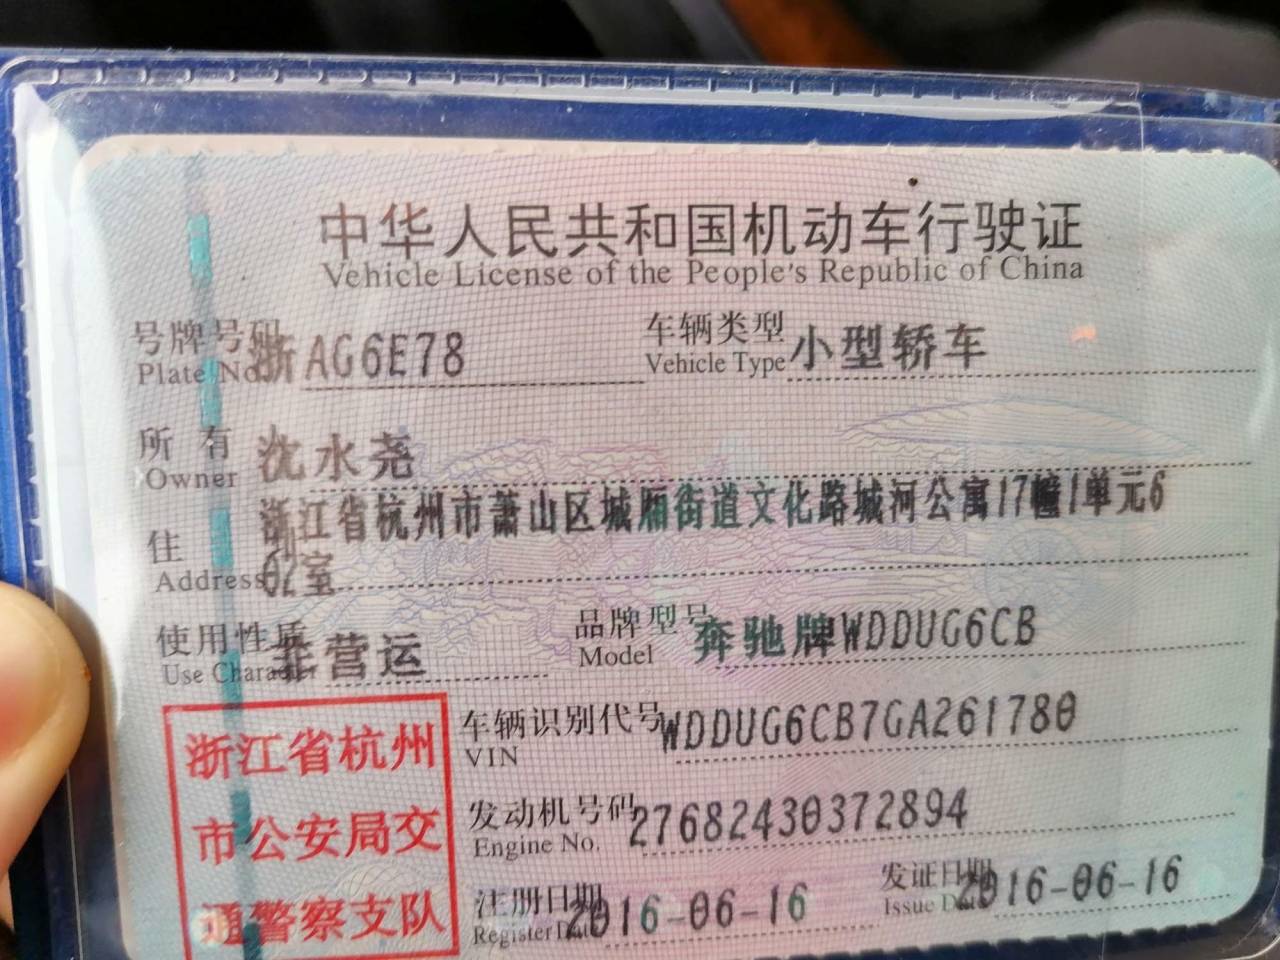 中华人民共和国机动车行驶证
Vehicle License of the People's Republic of China
号牌号码 浙AG6E78 车辆类型 小型轿车
Plate No. Vehicle Type
所有 沈水尧
Owner
浙江省杭州市萧山区城厢街道文化路城河公寓17幢1单元6
住
Address 02室
使用性质 非营运 品牌型号 奔驰牌WDDUG6CB
Use Character Model
浙江省杭州
市公安局交
通警察支队
车辆识别代号 WDDUG6CB7GA261780
VIN
发动机号码 27682430372894
Engine No.
注册日期 2016-06-16 发证日期 2016-06-16
Register Date Issue Date